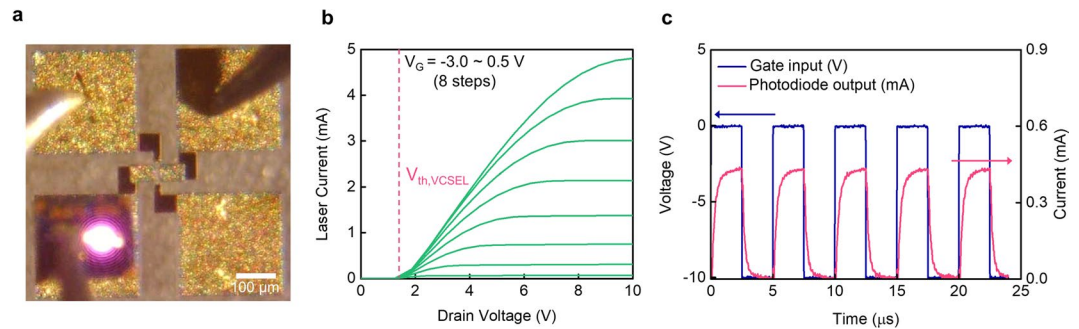 a
100 μm
b
V_G = -3.0 ~ 0.5 V
(8 steps)
V_th,VCSEL
5
4
3
2
1
0
0 2 4 6 8 10
Laser Current (mA)
Drain Voltage (V)
c
Gate input (V)
Photodiode output (mA)
5
0
-5
-10
Voltage (V)
0.9
0.6
0.3
0.0
Current (mA)
0 5 10 15 20 25
Time (μs)